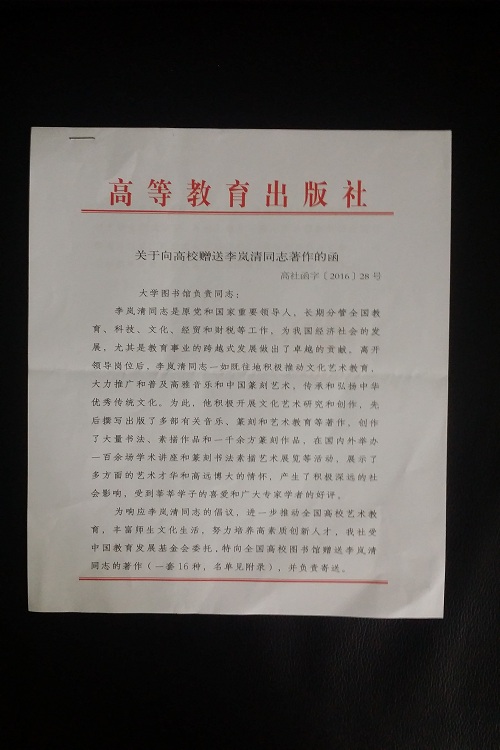 高等教育出版社
关于向高校赠送李岚清同志著作的函
高社函字〔2016〕28 号
大学图书馆负责同志：
李岚清同志是原党和国家重要领导人，长期分管全国教
育、科技、文化、经贸和财税等工作，为我国经济社会的发
展，尤其是教育事业的跨越式发展做出了卓越的贡献。离开
领导岗位后，李岚清同志一如既往地积极推动文化艺术教育，
大力推广和普及高雅音乐和中国篆刻艺术，传承和弘扬中华
优秀传统文化。为此，他积极开展文化艺术研究和创作，先
后撰写出版了多部有关音乐、篆刻和艺术教育等著作，创作
了大量书法、素描作品和一千余方篆刻作品，在国内外举办
一百余场学术讲座和篆刻书法素描艺术展览等活动，展示了
多方面的艺术才华和高远博大的情怀，产生了积极深远的社
会影响，受到莘莘学子的喜爱和广大专家学者的好评。
为响应李岚清同志的倡议，进一步推动全国高校艺术教
育，丰富师生文化生活，努力培养高素质创新人才，我社受
中国教育发展基金会委托，特向全国高校图书馆赠送李岚清
同志的著作（一套 16 种，名单见附录），并负责寄送。